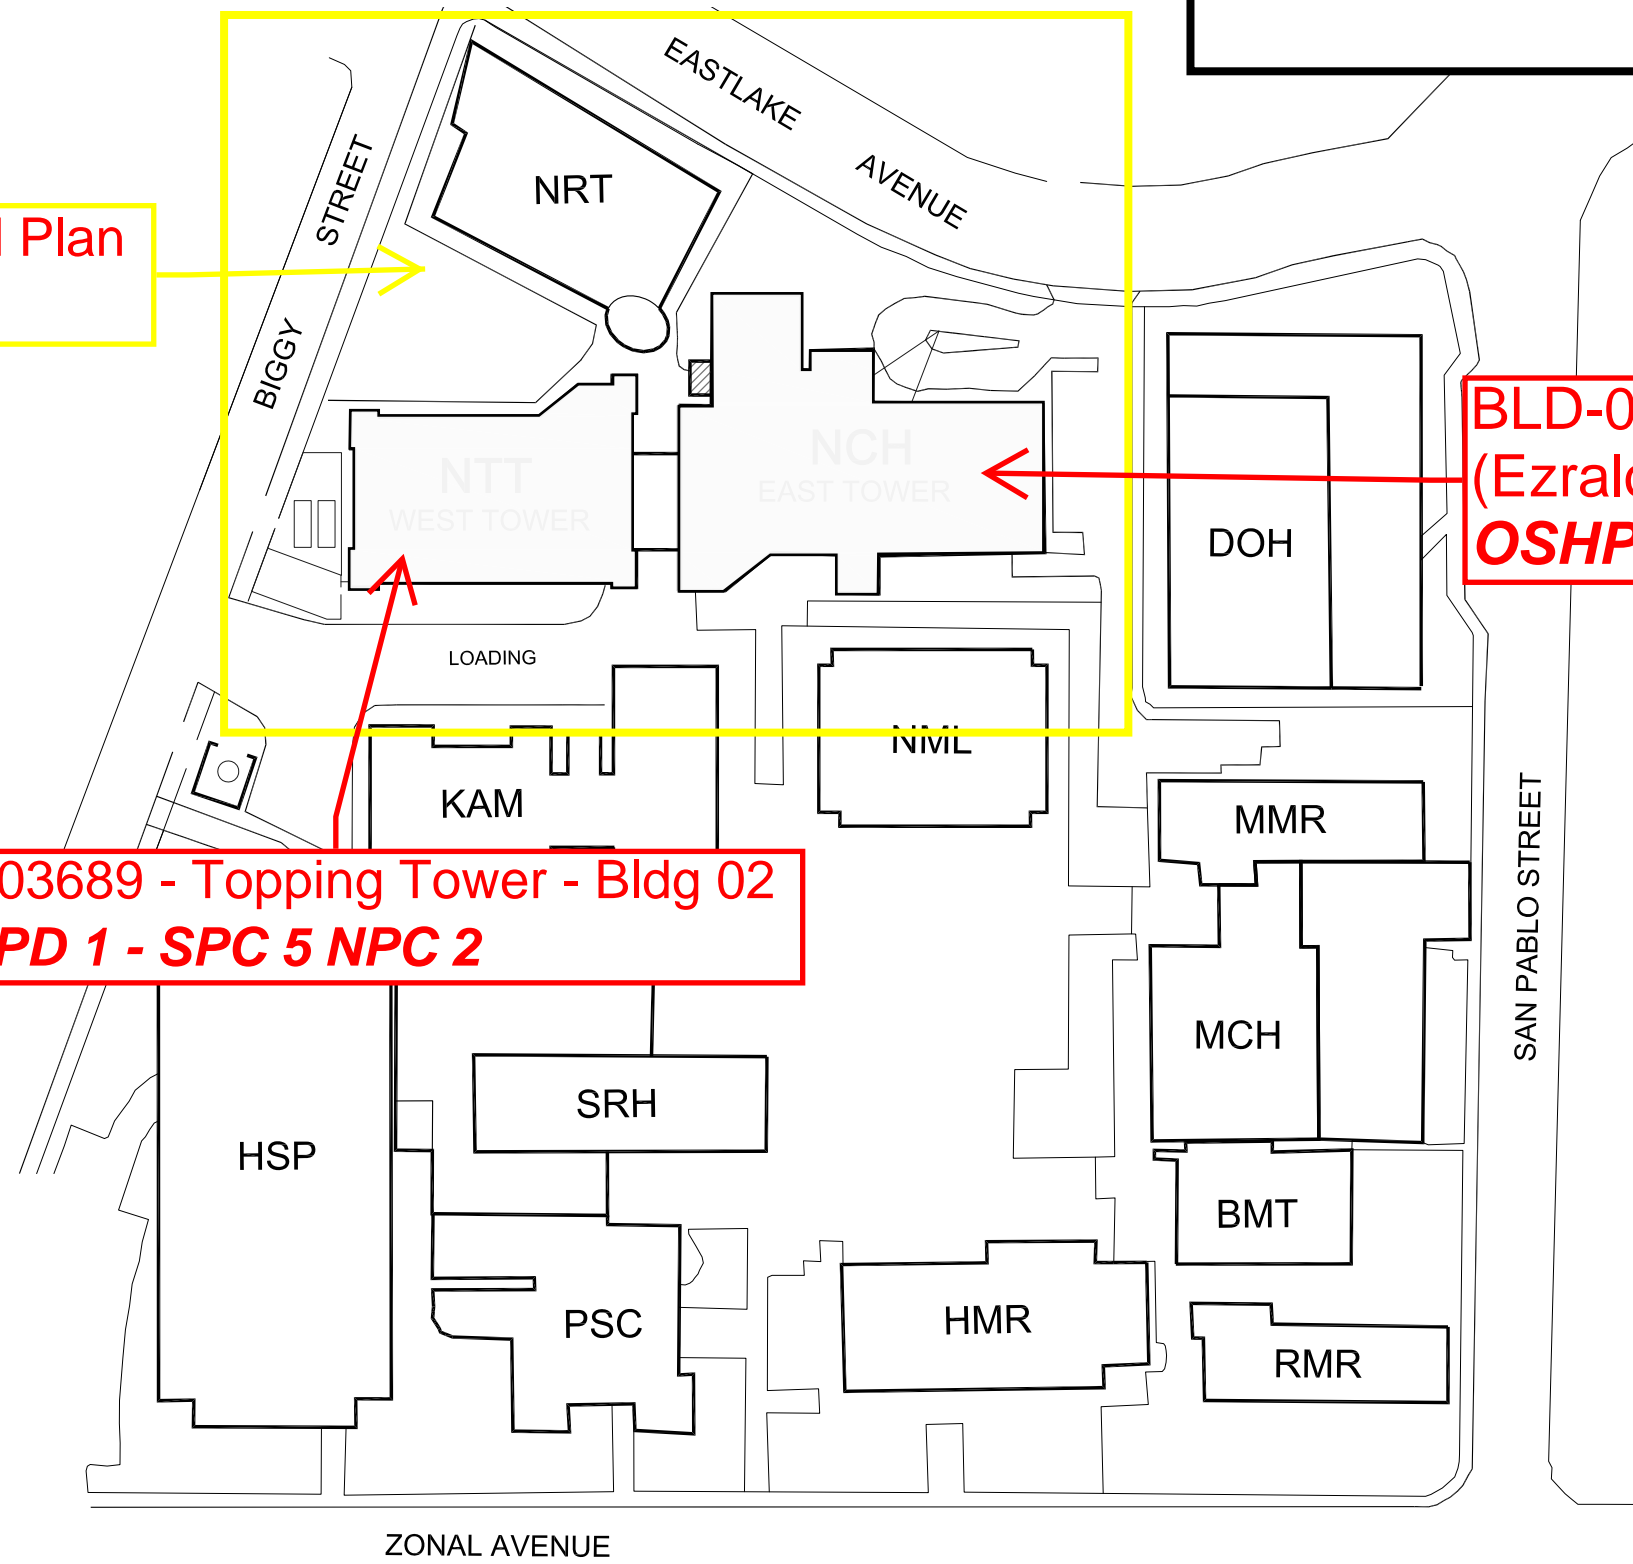 EASTLAKE
AVENUE
NRT
STREET
BIGGY
Plan
NCH
EAST TOWER
NTT
WEST TOWER
BLD-0
(Ezralo
OSHP
DOH
LOADING
NML
KAM
MMR
03689 - Topping Tower - Bldg 02
PD 1 - SPC 5 NPC 2
SAN PABLO STREET
MCH
SRH
HSP
BMT
PSC
HMR
RMR
ZONAL AVENUE